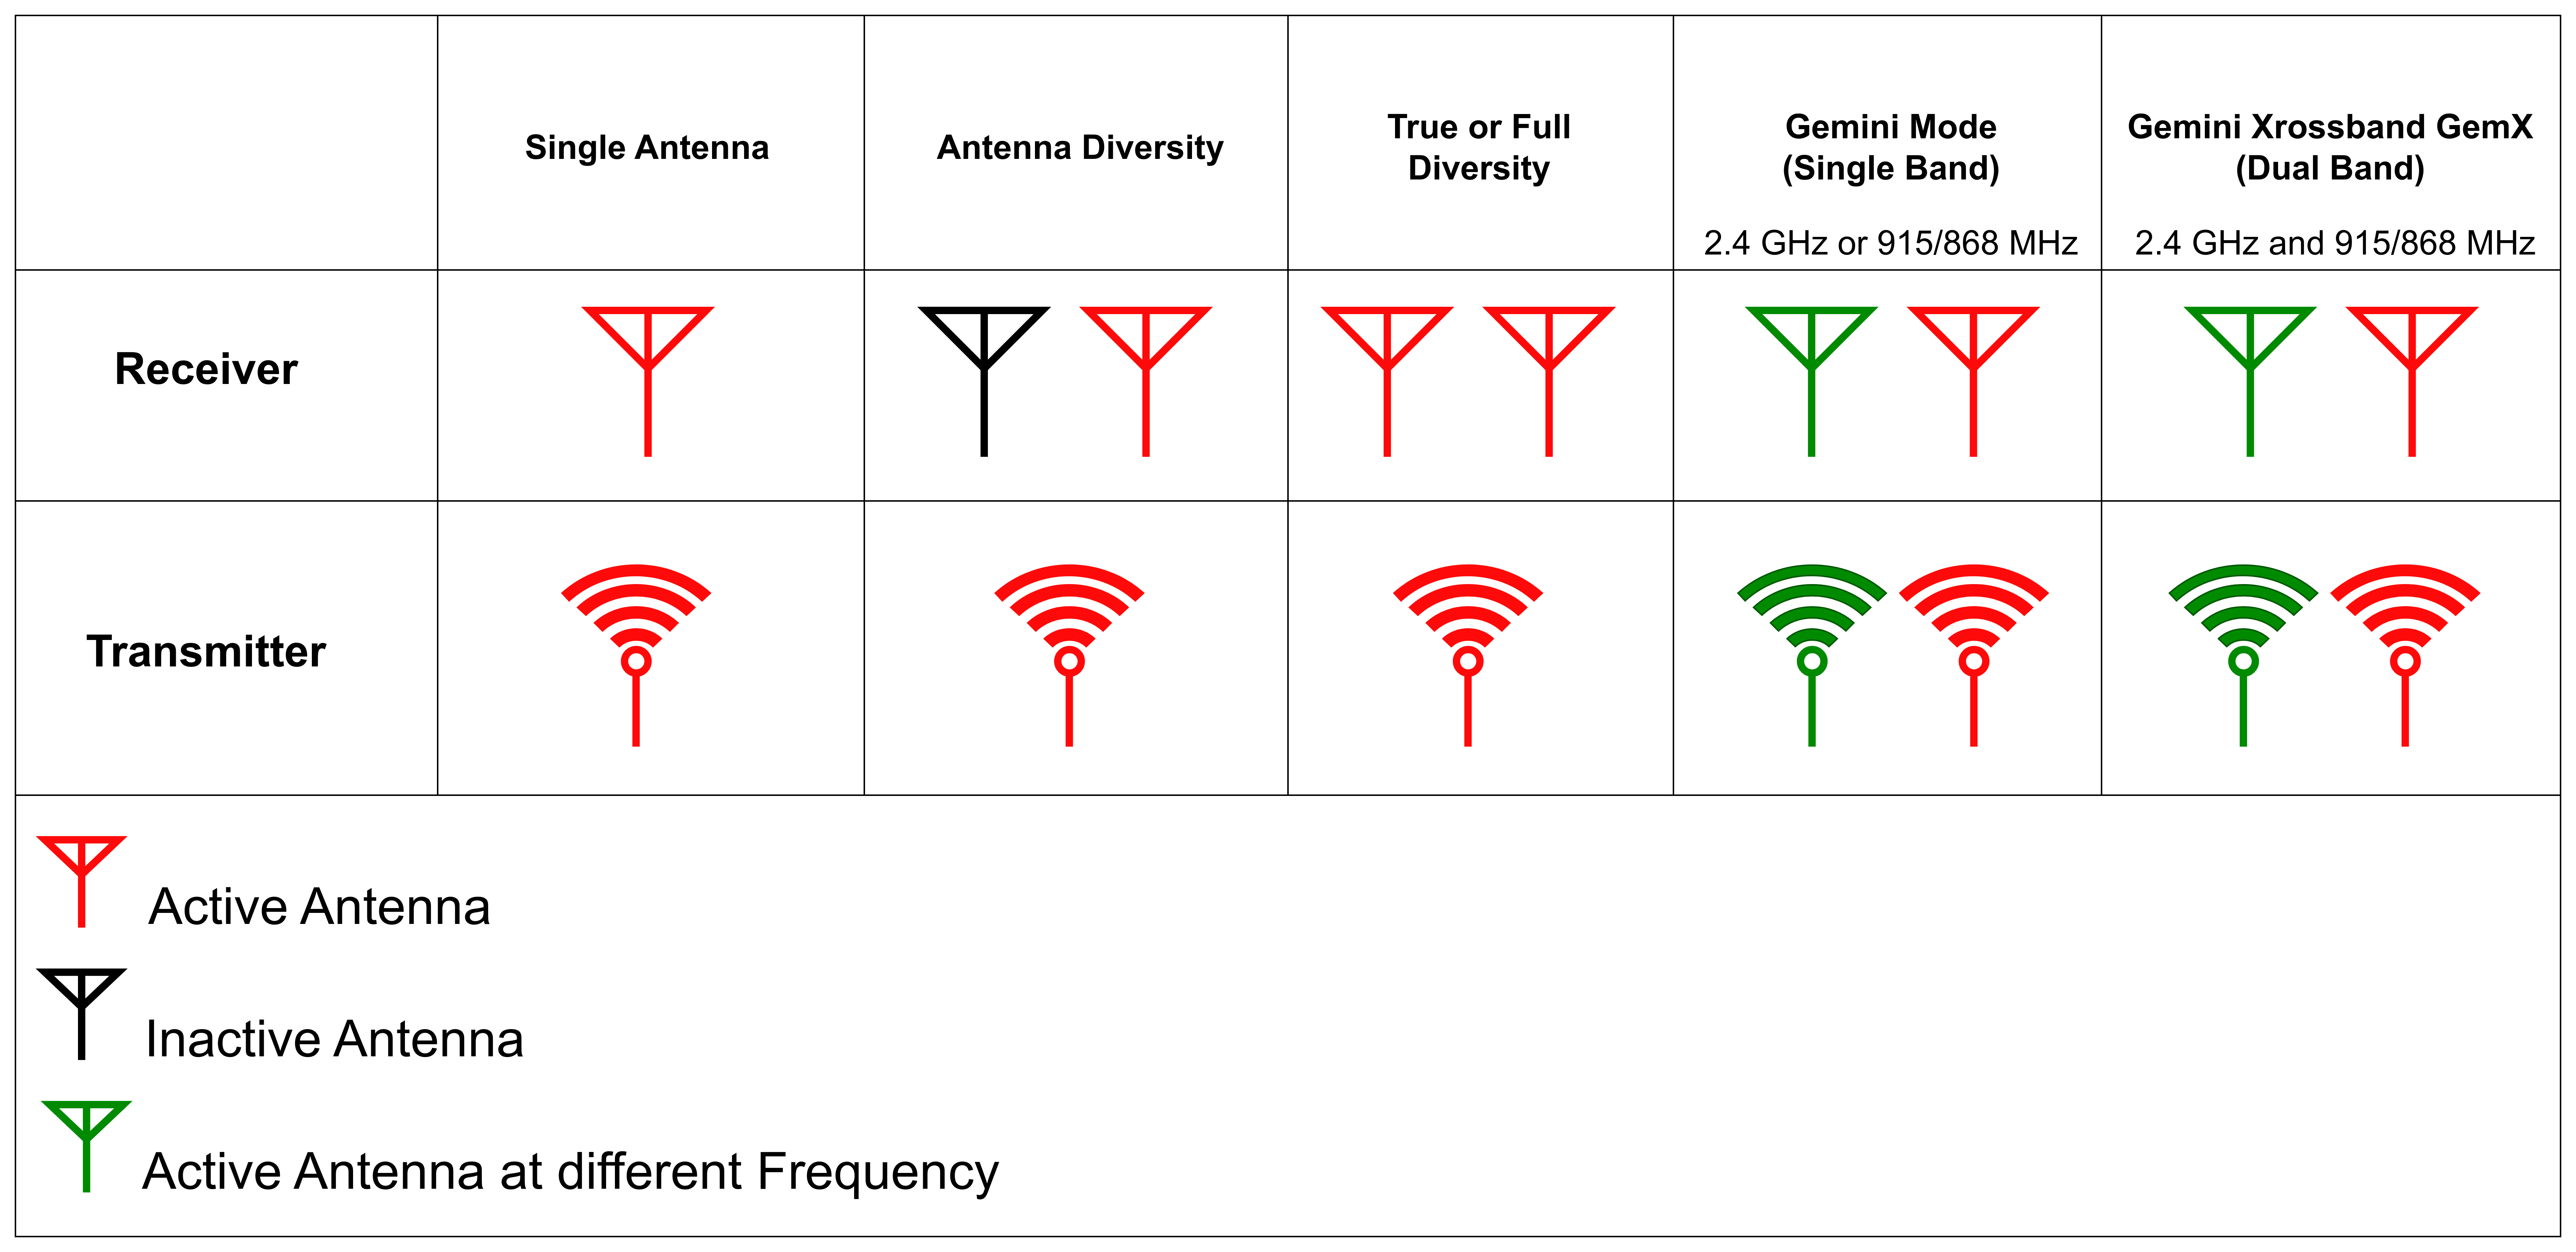 Single Antenna
Antenna Diversity
True or Full
Diversity
Gemini Mode
(Single Band)
2.4 GHz or 915/868 MHz
Gemini Xrossband GemX
(Dual Band)
2.4 GHz and 915/868 MHz
Receiver
Transmitter
Active Antenna
Inactive Antenna
Active Antenna at different Frequency